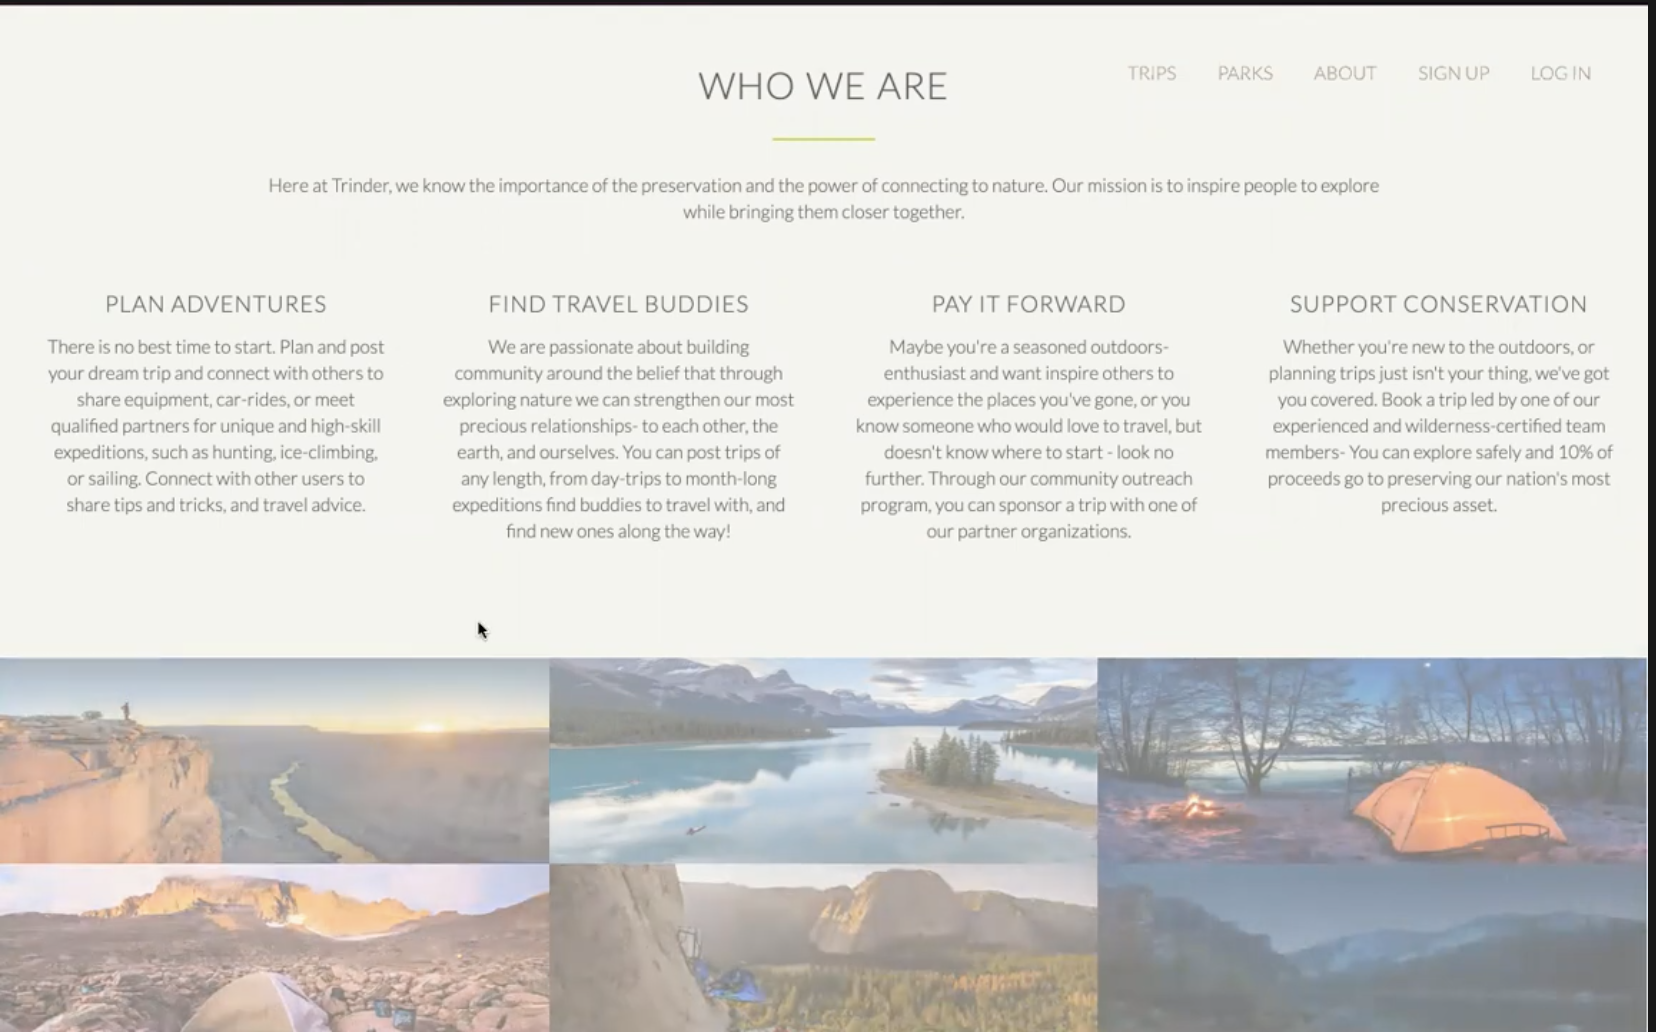 WHO WE ARE
TRIPS PARKS ABOUT SIGN UP LOG IN
Here at Trinder, we know the importance of the preservation and the power of connecting to nature. Our mission is to inspire people to explore
while bringing them closer together.
PLAN ADVENTURES
There is no best time to start. Plan and post
your dream trip and connect with others to
share equipment, car-rides, or meet
qualified partners for unique and high-skill
expeditions, such as hunting, ice-climbing,
or sailing. Connect with other users to
share tips and tricks, and travel advice.
FIND TRAVEL BUDDIES
We are passionate about building
community around the belief that through
exploring nature we can strengthen our most
precious relationships- to each other, the
earth, and ourselves. You can post trips of
any length, from day-trips to month-long
expeditions find buddies to travel with, and
find new ones along the way!
PAY IT FORWARD
Maybe you're a seasoned outdoors-
enthusiast and want inspire others to
experience the places you've gone, or you
know someone who would love to travel, but
doesn't know where to start - look no
further. Through our community outreach
program, you can sponsor a trip with one of
our partner organizations.
SUPPORT CONSERVATION
Whether you're new to the outdoors, or
planning trips just isn't your thing, we've got
you covered. Book a trip led by one of our
experienced and wilderness-certified team
members- You can explore safely and 10% of
proceeds go to preserving our nation's most
precious asset.